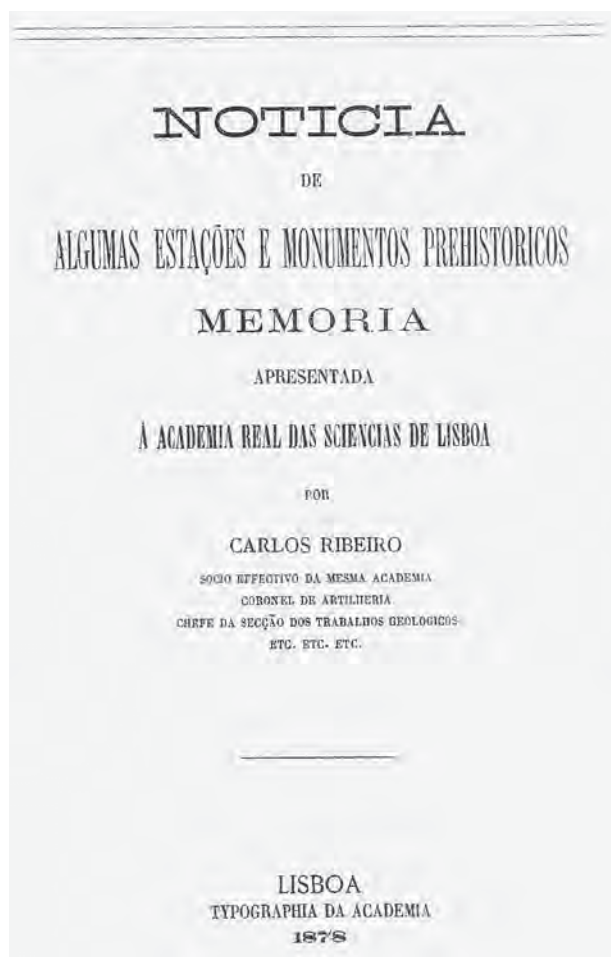 NOTICIA
DE
ALGUMAS ESTAÇÕES E MONUMENTOS PREHISTORICOS
MEMORIA
APRESENTADA
Á ACADEMIA REAL DAS SCIENCIAS DE LISBOA
POR
CARLOS RIBEIRO
SOCIO EFFECTIVO DA MESMA ACADEMIA
CORONEL DE ARTILHERIA
CHEFE DA SECÇÃO DOS TRABALHOS GEOLOGICOS
ETC. ETC. ETC.
LISBOA
TYPOGRAPHIA DA ACADEMIA
1878